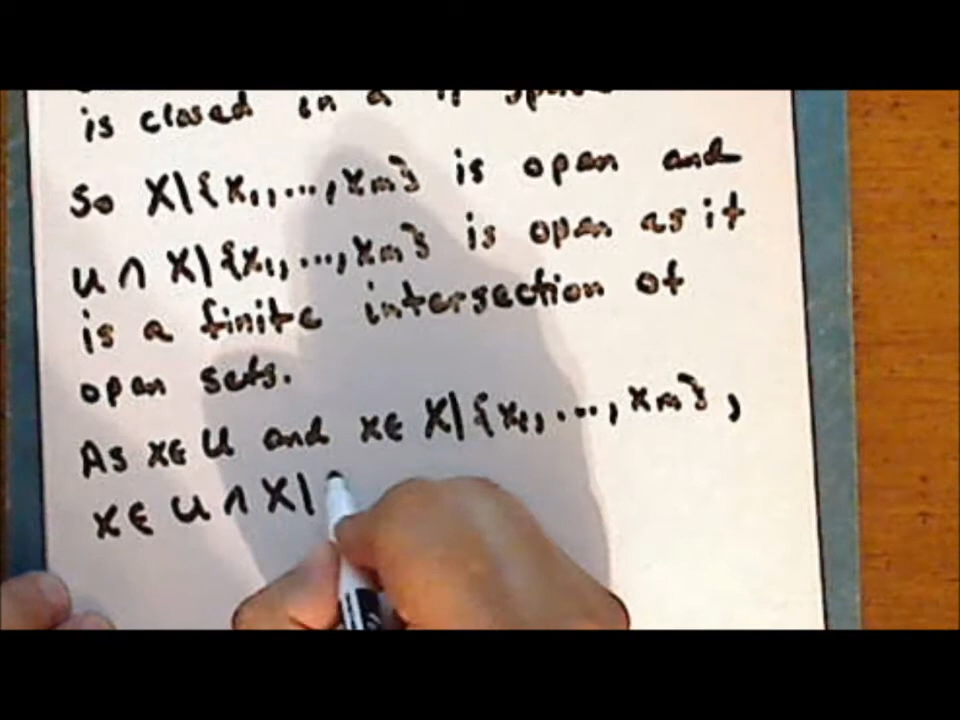 is closed in a
So X|{x₁,...,xₘ} is open and
U ∩ X|{x₁,...,xₘ} is open as it
is a finite intersection of
open sets.
As x∈U and x∈ X|{x₁,...,xₘ},
x∈ U ∩ X|